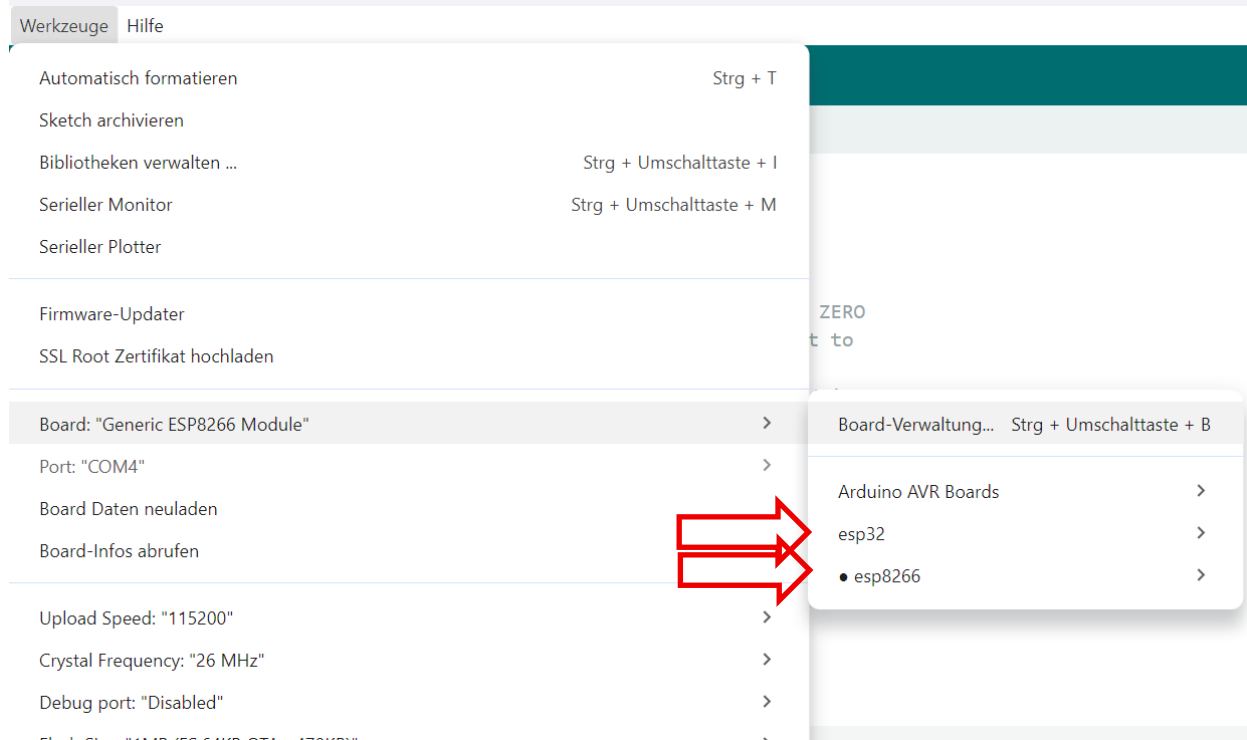 Werkzeuge Hilfe
Automatisch formatieren Strg + T
Sketch archivieren
Bibliotheken verwalten ... Strg + Umschalttaste + I
Serieller Monitor Strg + Umschalttaste + M
Serieller Plotter
Firmware-Updater
SSL Root Zertifikat hochladen
Board: "Generic ESP8266 Module"
Port: "COM4"
Board Daten neuladen
Board-Infos abrufen
Upload Speed: "115200"
Crystal Frequency: "26 MHz"
Debug port: "Disabled"
ZERO
t to
Board-Verwaltung... Strg + Umschalttaste + B
Arduino AVR Boards
esp32
● esp8266